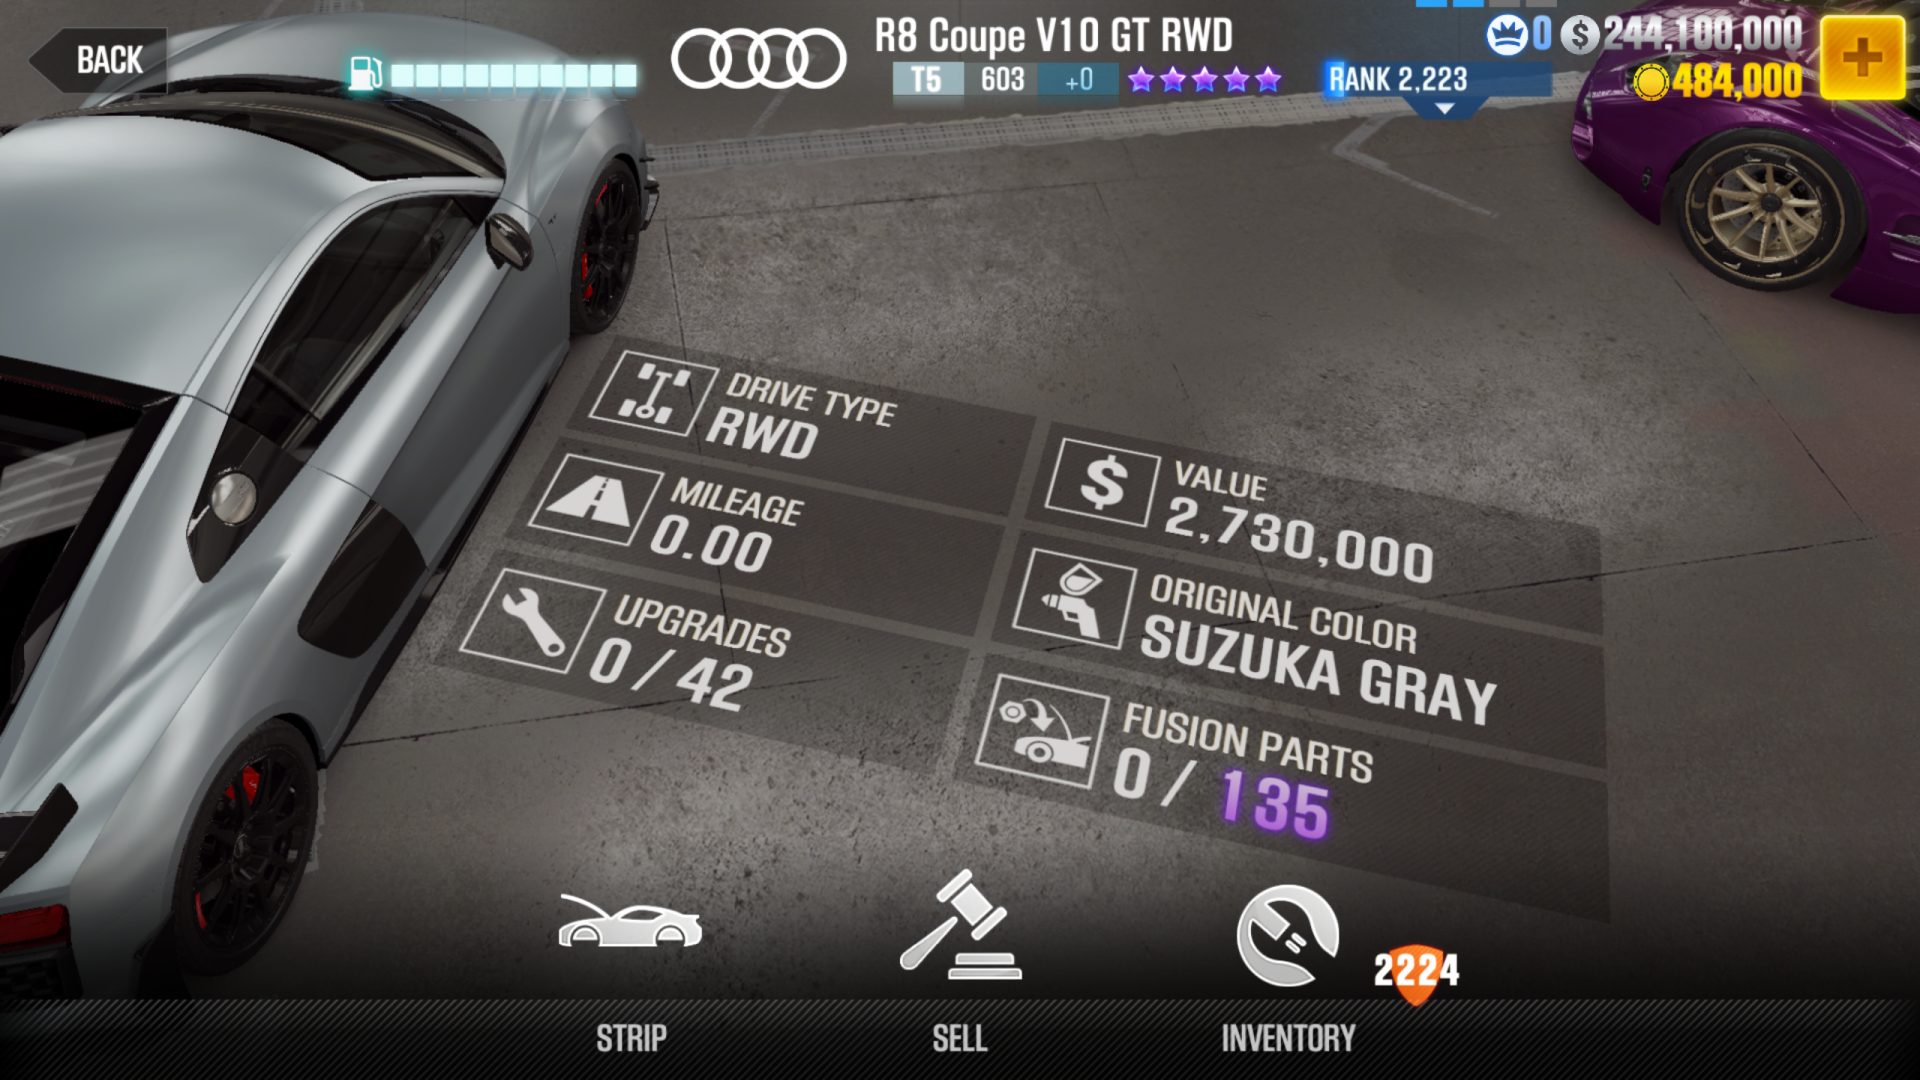 BACK
R8 Coupe V10 GT RWD
T5 603 +0
RANK 2,223
0
$ 244,100,000
484,000
DRIVE TYPE
RWD
MILEAGE
0.00
UPGRADES
0 / 42
$
VALUE
2,730,000
ORIGINAL COLOR
SUZUKA GRAY
FUSION PARTS
0 / 135
2224
STRIP
SELL
INVENTORY